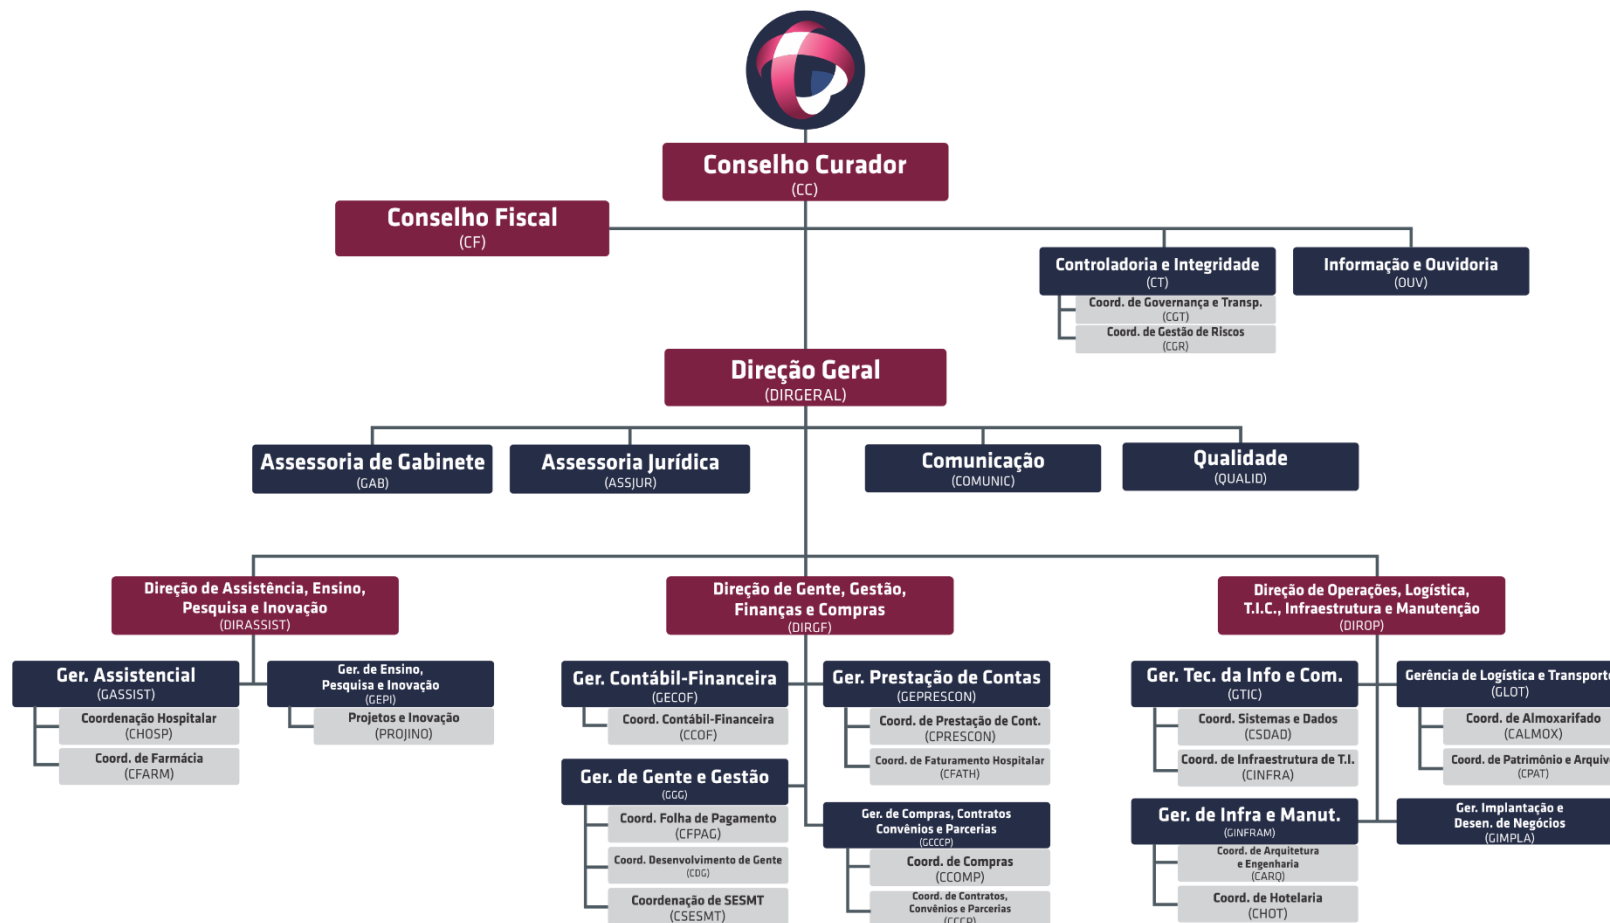 Conselho Curador
(CC)
Conselho Fiscal
(CF)
Controladoria e Integridade
(CT)
Coord. de Governança e Transp.
(CGT)
Coord. de Gestão de Riscos
(CGR)
Informação e Ouvidoria
(OUV)
Direção Geral
(DIRGERAL)
Assessoria de Gabinete
(GAB)
Assessoria Jurídica
(ASSJUR)
Comunicação
(COMUNIC)
Qualidade
(QUALID)
Direção de Assistência, Ensino,
Pesquisa e Inovação
(DIRASSIST)
Ger. Assistencial
(GASSIST)
Coordenação Hospitalar
(CHOSP)
Coord. de Farmácia
(CFARM)
Ger. de Ensino,
Pesquisa e Inovação
(GEPI)
Projetos e Inovação
(PROJINO)
Direção de Gente, Gestão,
Finanças e Compras
(DIRGF)
Ger. Contábil-Financeira
(GECOF)
Coord. Contábil-Financeira
(CCOF)
Ger. de Gente e Gestão
(GGG)
Coord. Folha de Pagamento
(CFPAG)
Coord. Desenvolvimento de Gente
(CDG)
Coordenação de SESMT
(CSESMT)
Ger. Prestação de Contas
(GEPRESCON)
Coord. de Prestação de Cont.
(CPRESCON)
Coord. de Faturamento Hospitalar
(CFATH)
Ger. de Compras, Contratos
Convênios e Parcerias
(GCCCP)
Coord. de Compras
(CCOMP)
Coord. de Contratos,
Convênios e Parcerias
(CCCP)
Direção de Operações, Logística,
T.I.C., Infraestrutura e Manutenção
(DIROP)
Ger. Tec. da Info e Com.
(GTIC)
Coord. Sistemas e Dados
(CSDAD)
Coord. de Infraestrutura de T.I.
(CINFRA)
Ger. de Infra e Manut.
(GINFRAM)
Coord. de Arquitetura
e Engenharia
(CARQ)
Coord. de Hotelaria
(CHOT)
Gerência de Logística e Transporte
(GLOT)
Coord. de Almoxarifado
(CALMOX)
Coord. de Patrimônio e Arquivo
(CPAT)
Ger. Implantação e
Desen. de Negócios
(GIMPLA)